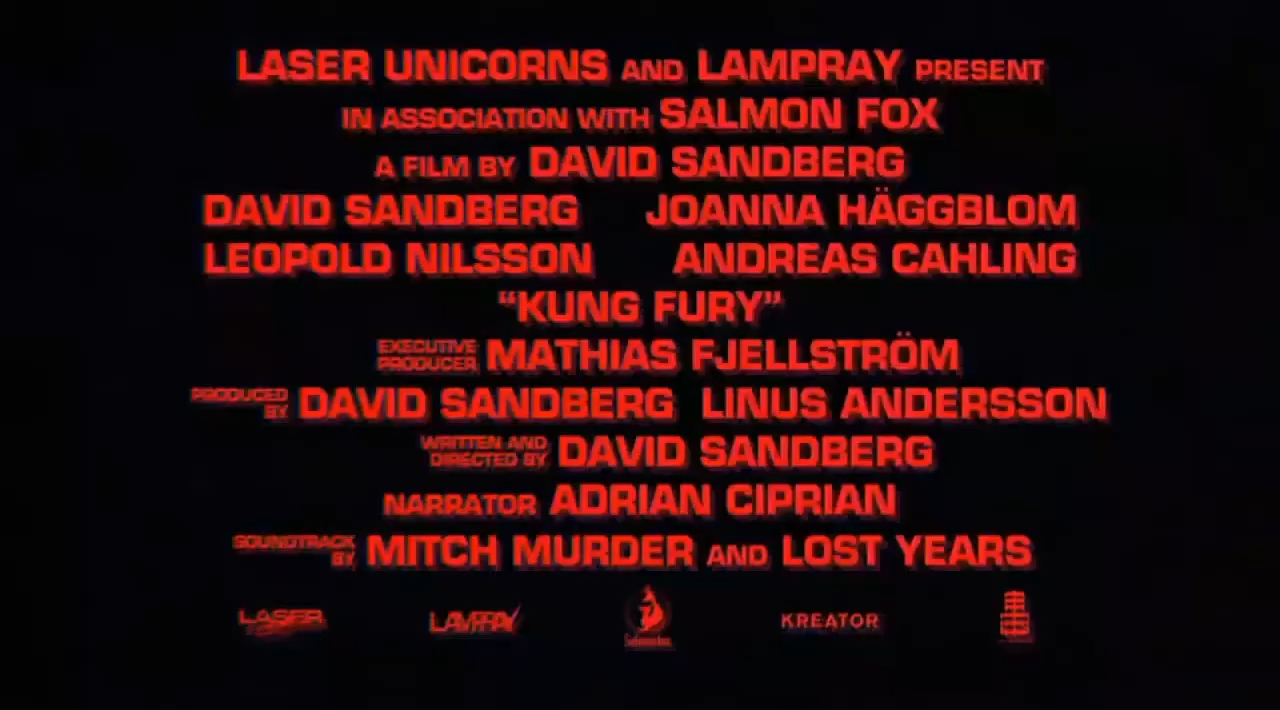 LASER UNICORNS AND LAMPRAY PRESENT
IN ASSOCIATION WITH SALMON FOX
A FILM BY DAVID SANDBERG
DAVID SANDBERG JOANNA HÄGGBLOM
LEOPOLD NILSSON ANDREAS CAHLING
“KUNG FURY”
EXECUTIVE PRODUCER MATHIAS FJELLSTRÖM
PRODUCED BY DAVID SANDBERG LINUS ANDERSSON
WRITTEN AND DIRECTED BY DAVID SANDBERG
NARRATOR ADRIAN CIPRIAN
SOUNDTRACK BY MITCH MURDER AND LOST YEARS
LASER LAMPRAY KREATOR